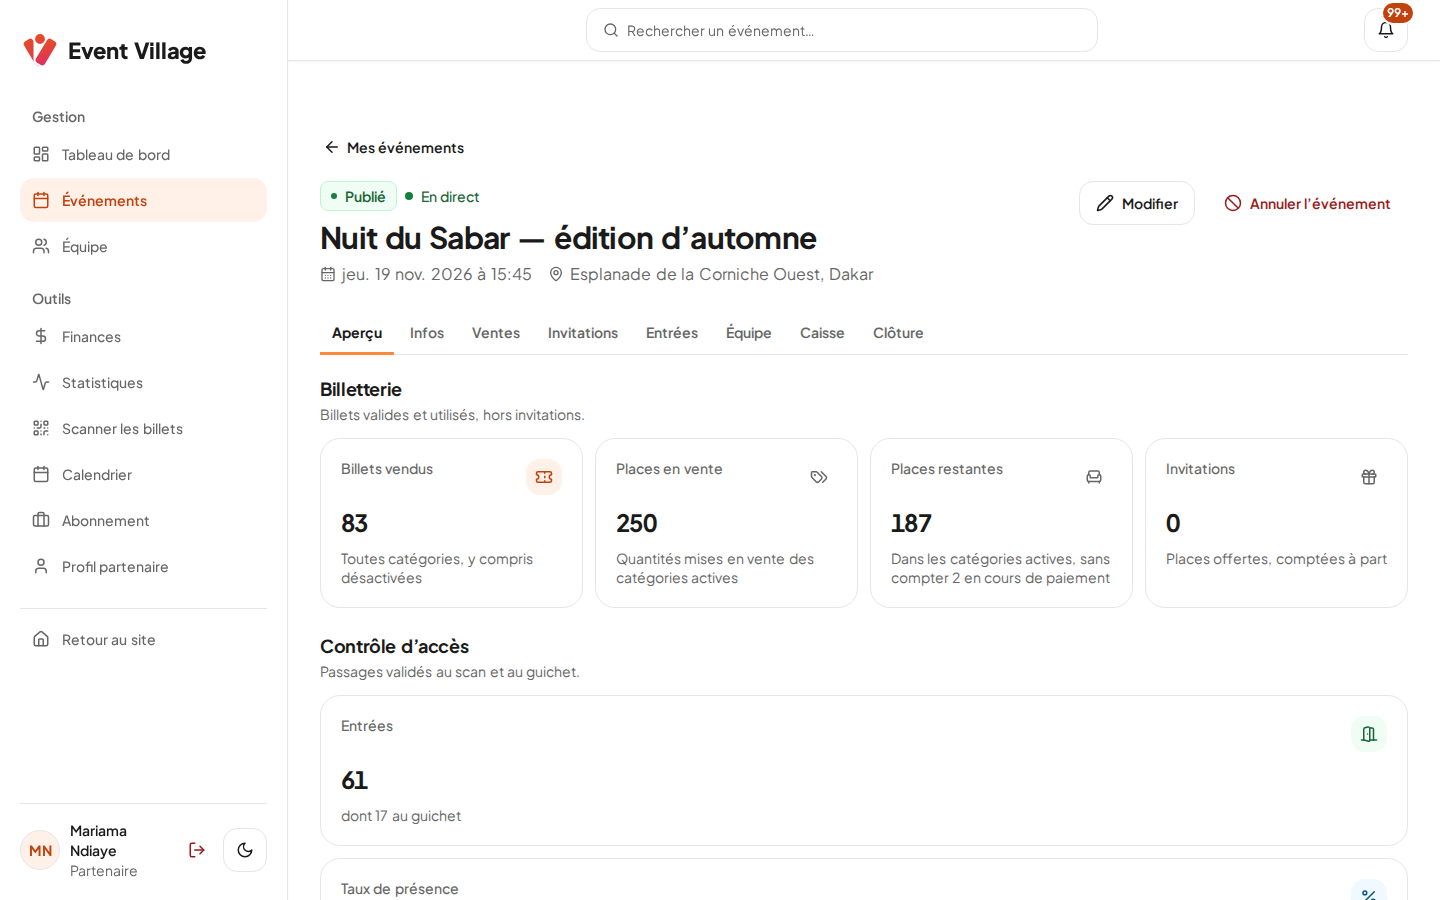 Event Village
Rechercher un événement…
99+
Gestion
Tableau de bord
Événements
Équipe
Outils
Finances
Statistiques
Scanner les billets
Calendrier
Abonnement
Profil partenaire
Retour au site
MN
Mariama
Ndiaye
Partenaire
Mes événements
Publié
En direct
Modifier
Annuler l’événement
Nuit du Sabar — édition d’automne
jeu. 19 nov. 2026 à 15:45
Esplanade de la Corniche Ouest, Dakar
Aperçu
Infos
Ventes
Invitations
Entrées
Équipe
Caisse
Clôture
Billetterie
Billets valides et utilisés, hors invitations.
Billets vendus
83
Toutes catégories, y compris
désactivées
Places en vente
250
Quantités mises en vente des
catégories actives
Places restantes
187
Dans les catégories actives, sans
compter 2 en cours de paiement
Invitations
0
Places offertes, comptées à part
Contrôle d’accès
Passages validés au scan et au guichet.
Entrées
61
dont 17 au guichet
Taux de présence